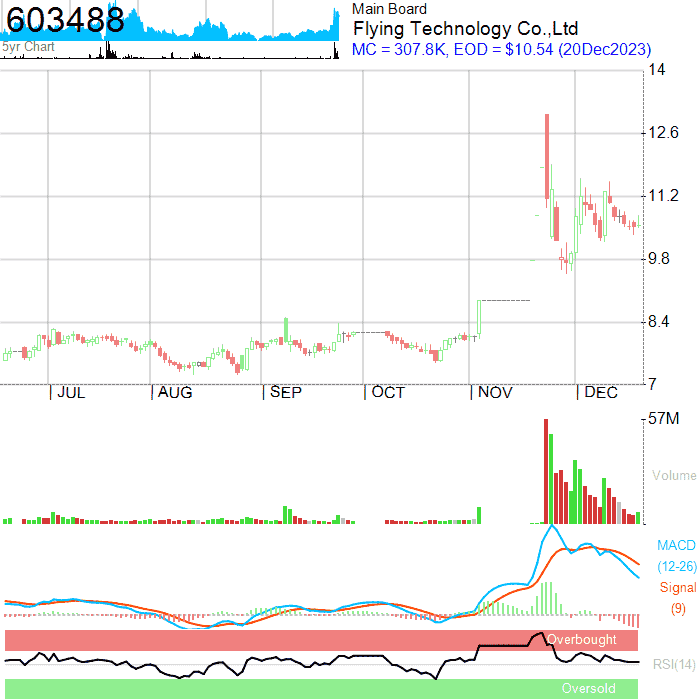 603488
5yr Chart
Main Board
Flying Technology Co.,Ltd
MC = 307.8K, EOD = $10.54 (20Dec2023)
14
12.6
11.2
9.8
8.4
7
JUL
AUG
SEP
OCT
NOV
DEC
57M
Volume
MACD
(12-26)
Signal
(9)
Overbought
RSI(14)
Oversold